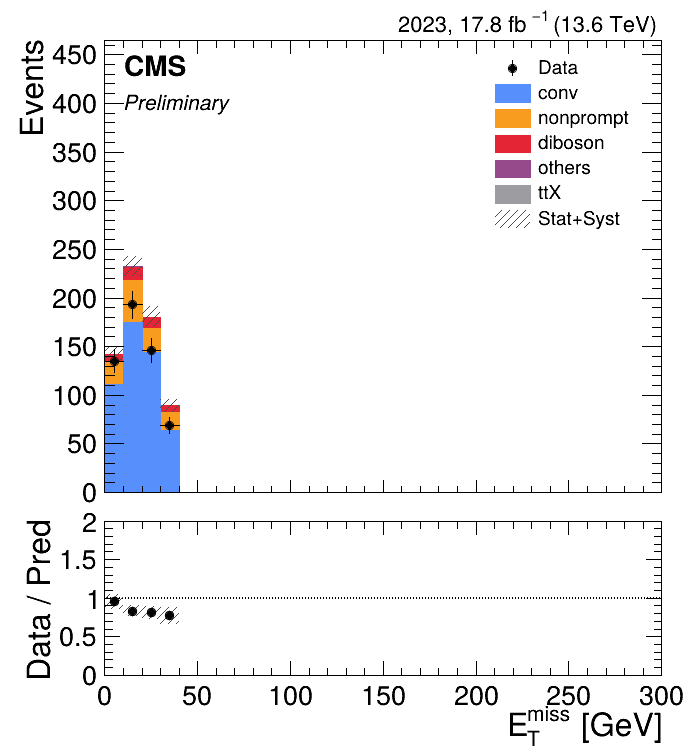 2023, 17.8 fb⁻¹ (13.6 TeV)
CMS
Preliminary
Events
450
400
350
300
250
200
150
100
50
0
Data
conv
nonprompt
diboson
others
ttX
Stat+Syst
Data / Pred
2
1.5
1
0.5
0
0 50 100 150 200 250 300
E_T^miss [GeV]